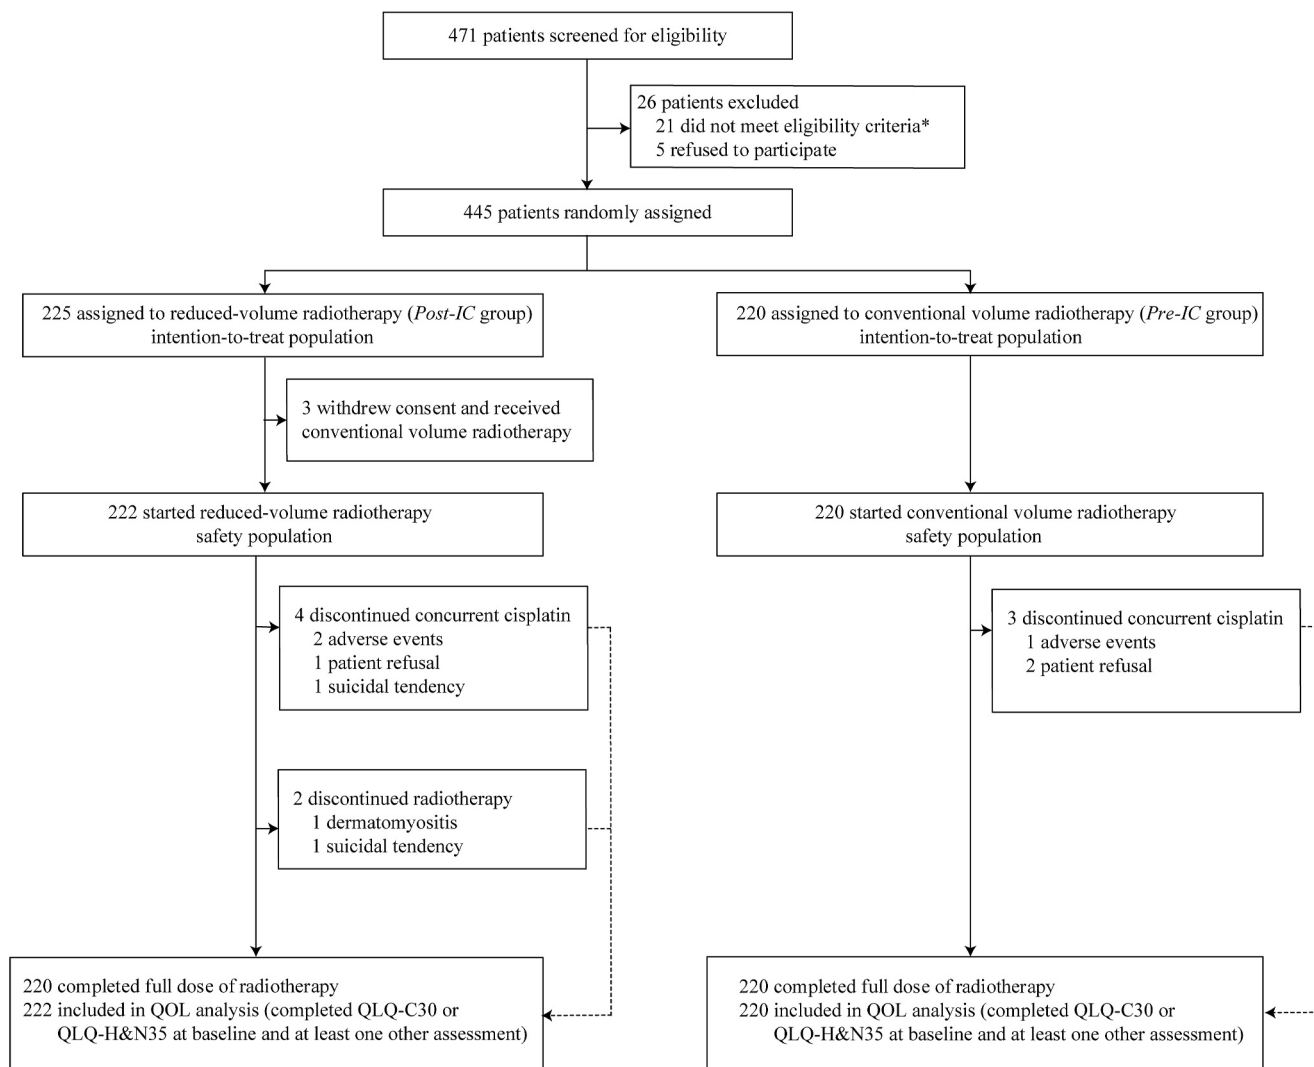 471 patients screened for eligibility
26 patients excluded
21 did not meet eligibility criteria*
5 refused to participate
445 patients randomly assigned
225 assigned to reduced-volume radiotherapy (Post-IC group)
intention-to-treat population
220 assigned to conventional volume radiotherapy (Pre-IC group)
intention-to-treat population
3 withdrew consent and received
conventional volume radiotherapy
222 started reduced-volume radiotherapy
safety population
220 started conventional volume radiotherapy
safety population
4 discontinued concurrent cisplatin
2 adverse events
1 patient refusal
1 suicidal tendency
3 discontinued concurrent cisplatin
1 adverse events
2 patient refusal
2 discontinued radiotherapy
1 dermatomyositis
1 suicidal tendency
220 completed full dose of radiotherapy
222 included in QOL analysis (completed QLQ-C30 or
QLQ-H&N35 at baseline and at least one other assessment)
220 completed full dose of radiotherapy
220 included in QOL analysis (completed QLQ-C30 or
QLQ-H&N35 at baseline and at least one other assessment)